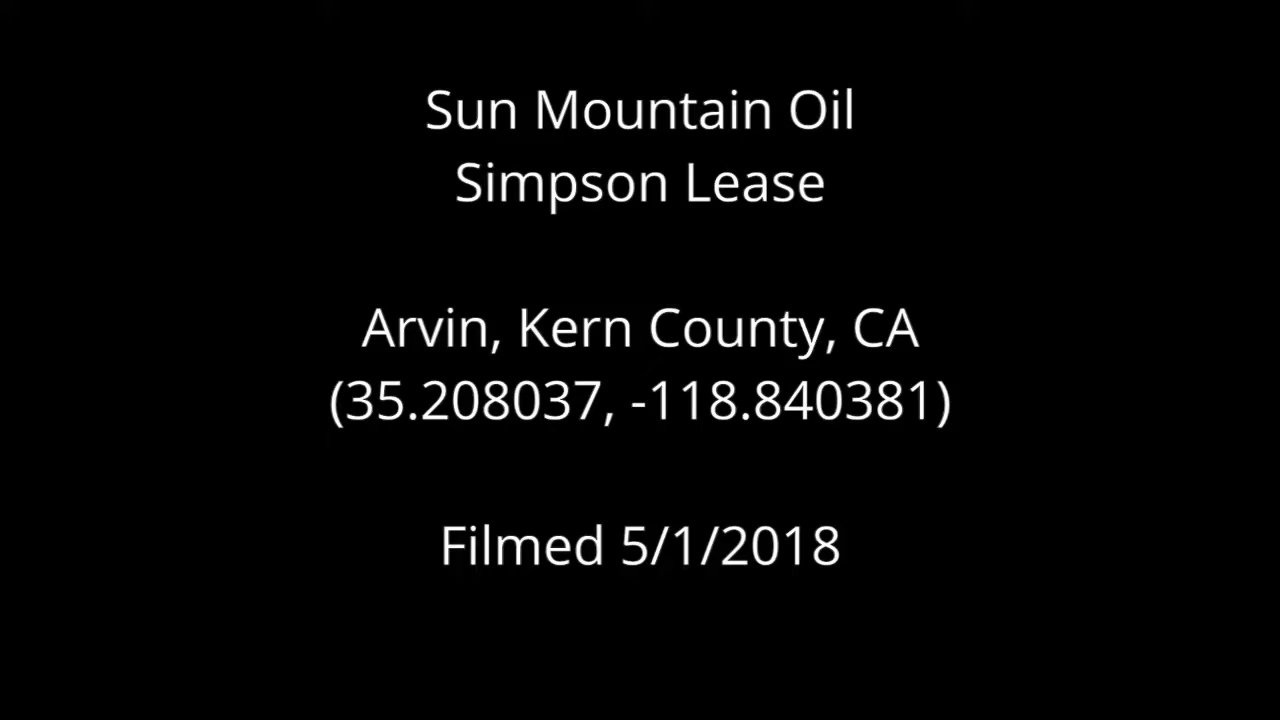 Sun Mountain Oil
Simpson Lease
Arvin, Kern County, CA
(35.208037, -118.840381)
Filmed 5/1/2018